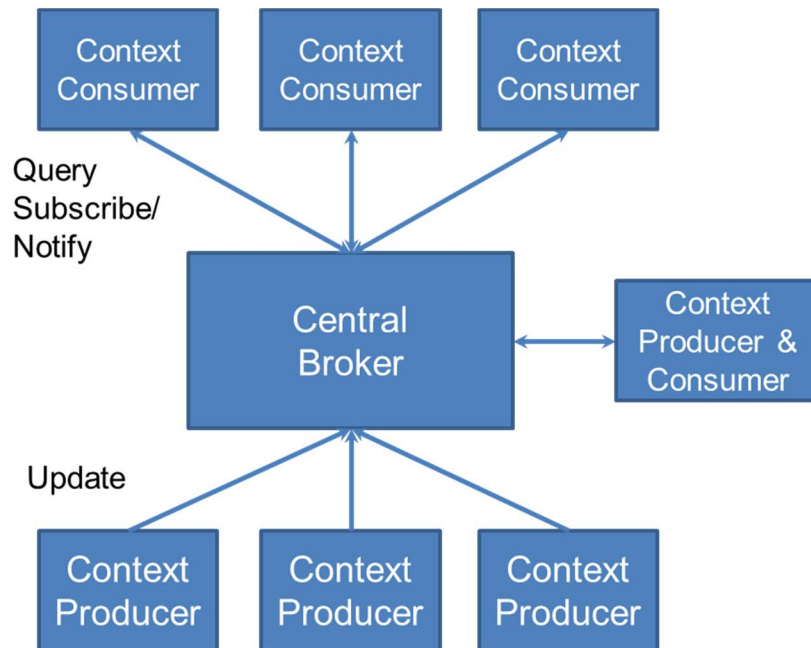 Context
Consumer
Context
Consumer
Context
Consumer
Query
Subscribe/
Notify
Central
Broker
Context
Producer &
Consumer
Update
Context
Producer
Context
Producer
Context
Producer